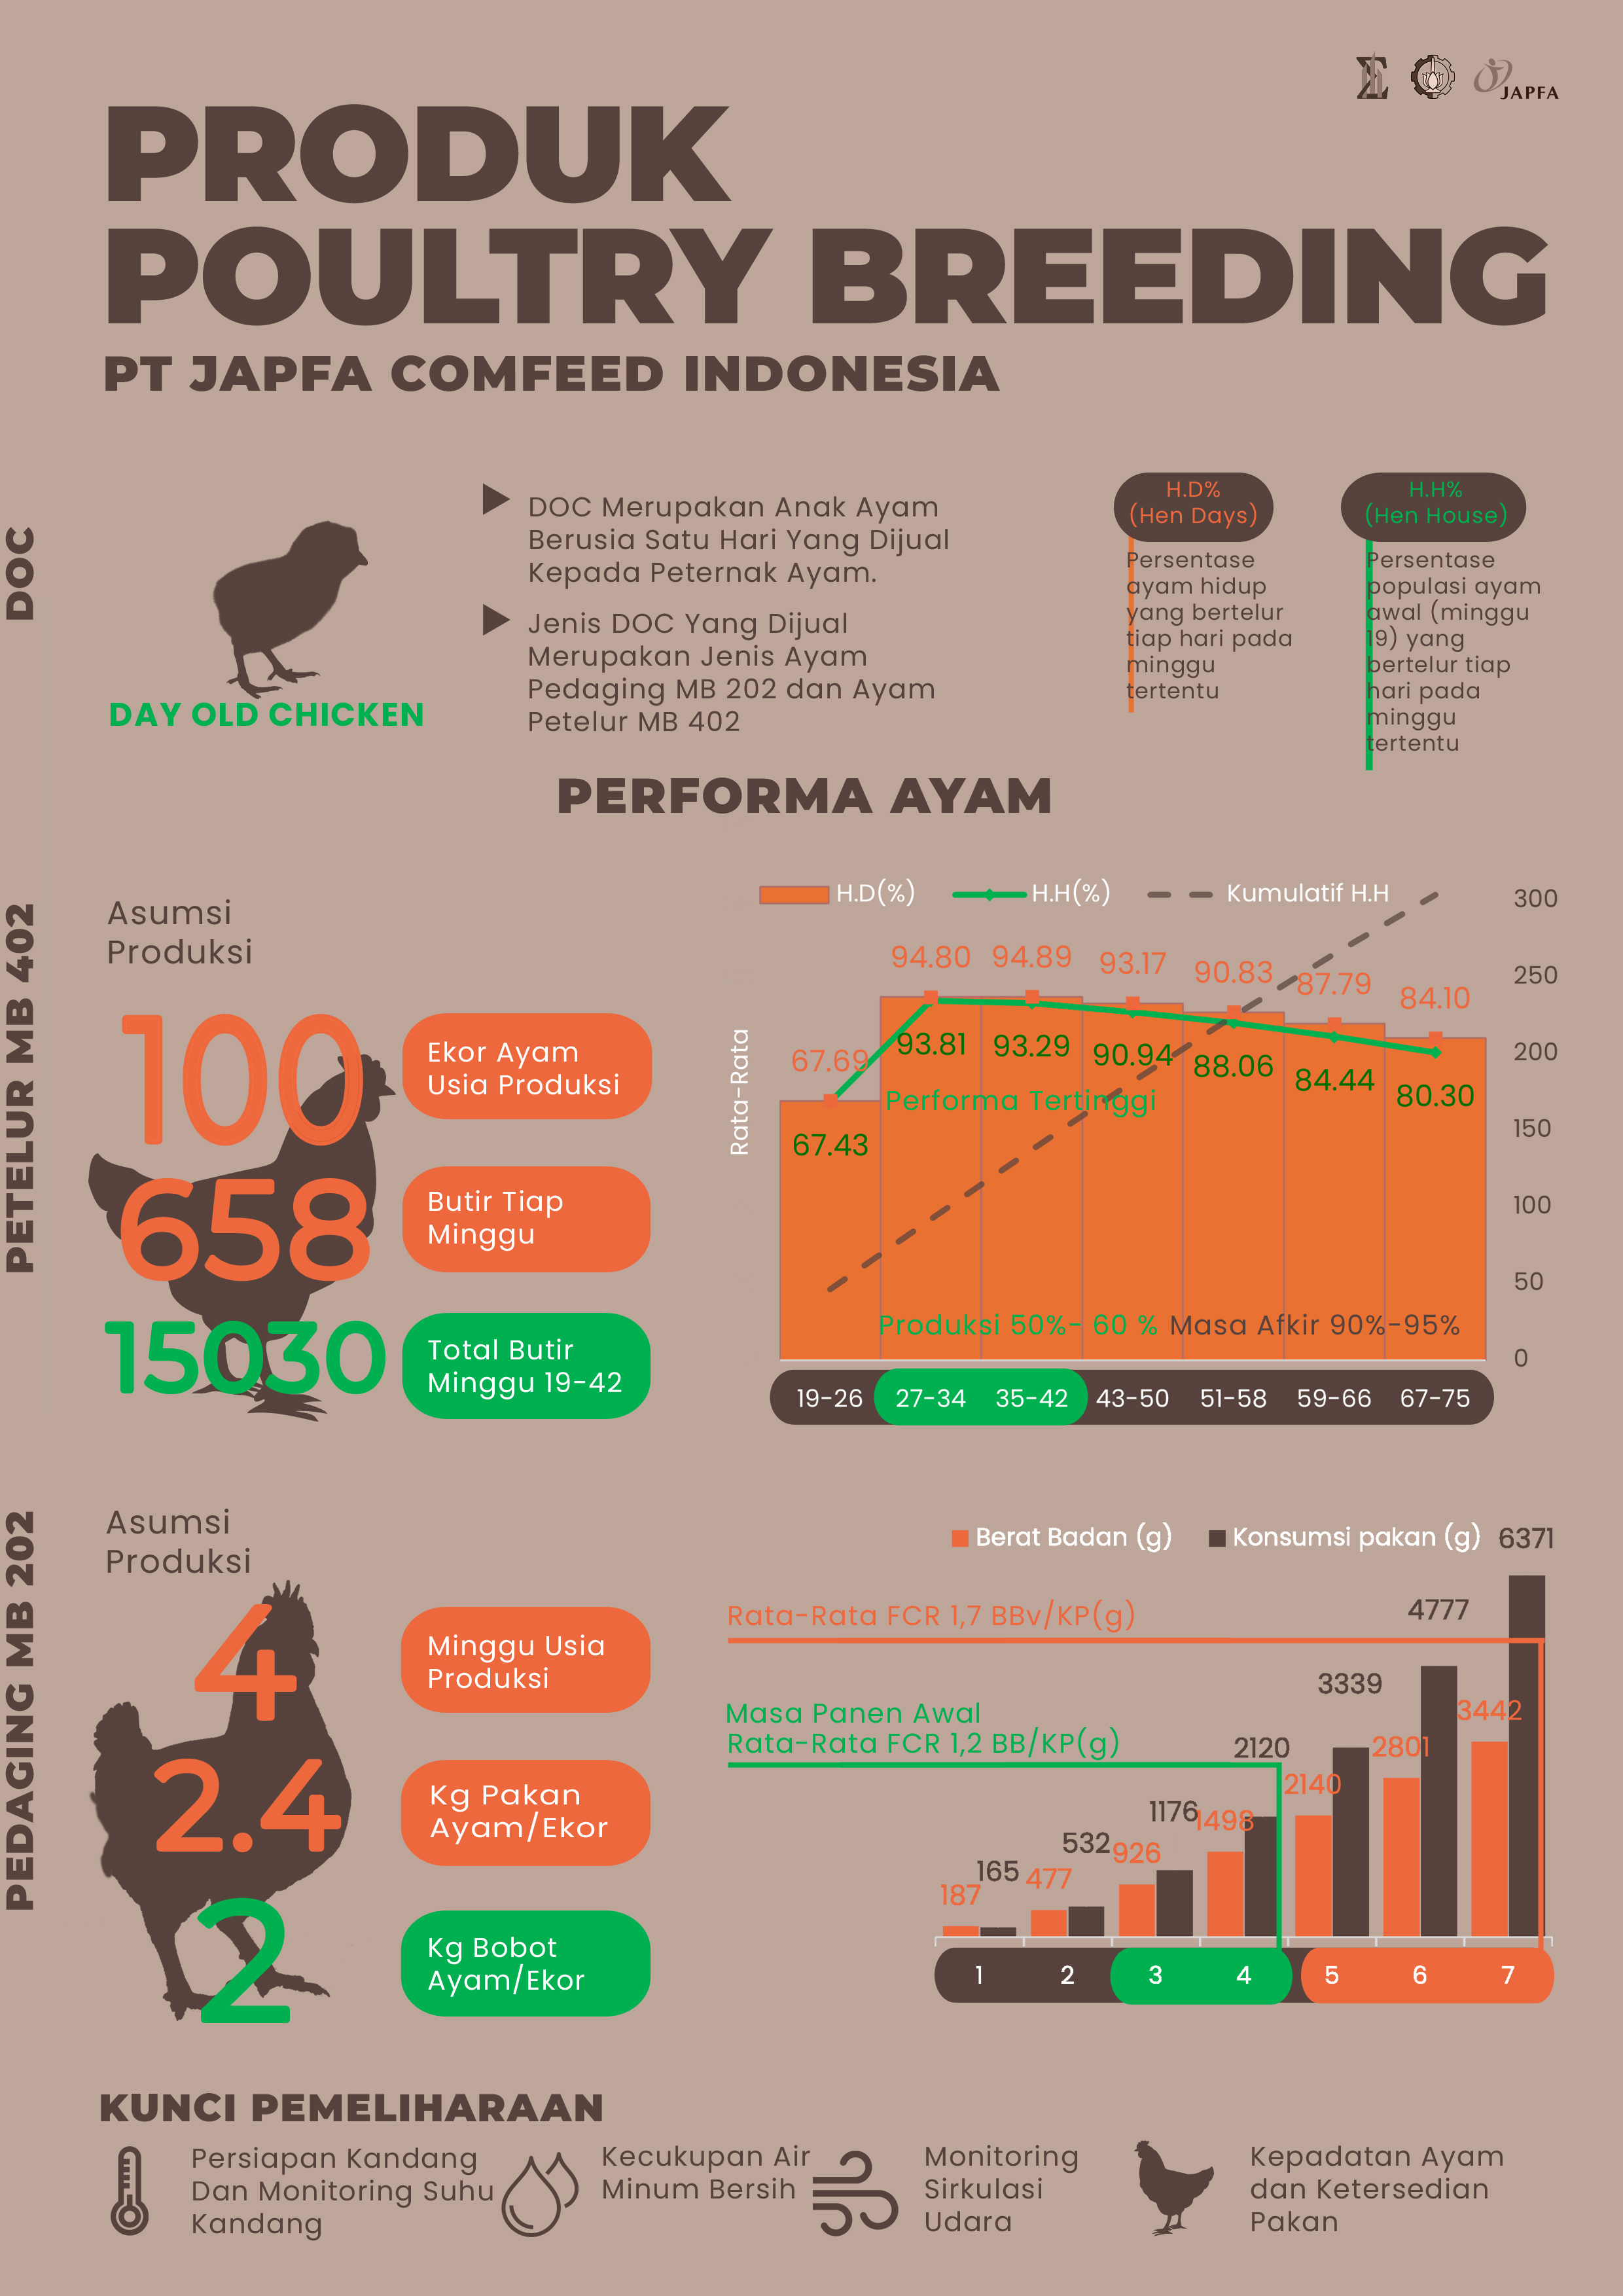 JAPFA
PRODUK
POULTRY BREEDING
PT JAPFA COMFEED INDONESIA
DOC
DAY OLD CHICKEN
DOC Merupakan Anak Ayam
Berusia Satu Hari Yang Dijual
Kepada Peternak Ayam.
Jenis DOC Yang Dijual
Merupakan Jenis Ayam
Pedaging MB 202 dan Ayam
Petelur MB 402
H.D%
(Hen Days)
Persentase
ayam hidup
yang bertelur
tiap hari pada
minggu
tertentu
H.H%
(Hen House)
Persentase
populasi ayam
awal (minggu
19) yang
bertelur tiap
hari pada
minggu
tertentu
PERFORMA AYAM
PETELUR MB 402
Asumsi
Produksi
100
Ekor Ayam
Usia Produksi
658
Butir Tiap
Minggu
15030
Total Butir
Minggu 19-42
H.D(%)
H.H(%)
Kumulatif H.H
Rata-Rata
67.69
94.80
94.89
93.17
90.83
87.79
84.10
67.43
93.81
93.29
90.94
88.06
84.44
80.30
Performa Tertinggi
Produksi 50%- 60 %
Masa Afkir 90%-95%
300
250
200
150
100
50
0
19-26
27-34
35-42
43-50
51-58
59-66
67-75
PEDAGING MB 202
Asumsi
Produksi
4
Minggu Usia
Produksi
2.4
Kg Pakan
Ayam/Ekor
2
Kg Bobot
Ayam/Ekor
Berat Badan (g)
Konsumsi pakan (g)
Rata-Rata FCR 1,7 BBv/KP(g)
Masa Panen Awal
Rata-Rata FCR 1,2 BB/KP(g)
187
165
477
532
926
1176
1498
2120
2140
3339
2801
4777
3442
6371
1
2
3
4
5
6
7
KUNCI PEMELIHARAAN
Persiapan Kandang
Dan Monitoring Suhu
Kandang
Kecukupan Air
Minum Bersih
Monitoring
Sirkulasi
Udara
Kepadatan Ayam
dan Ketersedian
Pakan